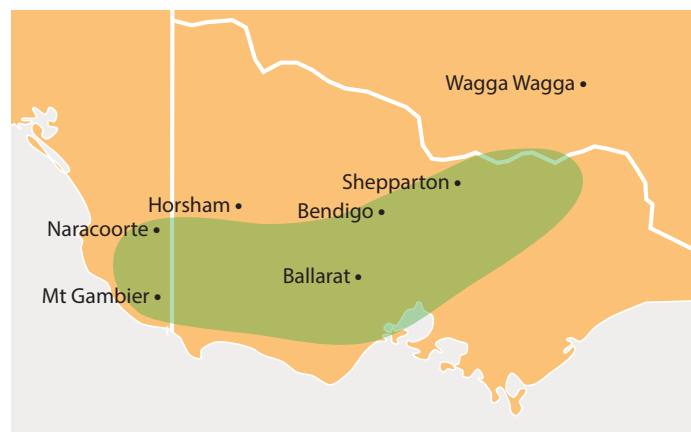 Wagga Wagga
Shepparton
Horsham
Bendigo
Naracoorte
Ballarat
Mt Gambier